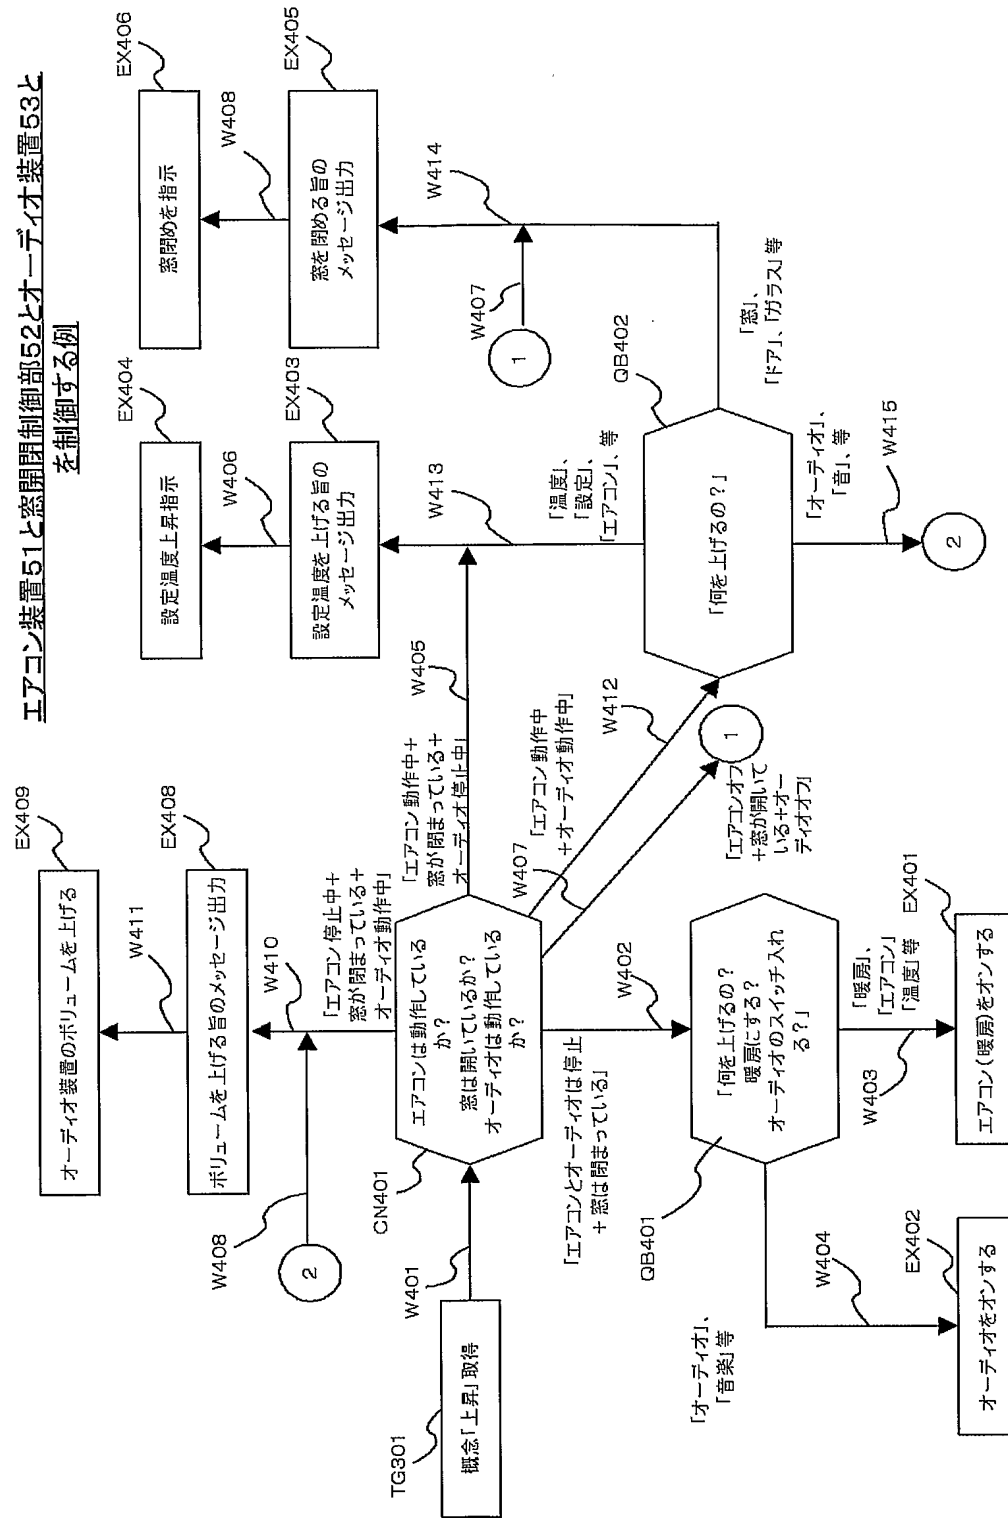 エアコン装置51と窓開閉制御部52とオーディオ装置53と
を制御する例
EX409
オーディオ装置のボリュームを上げる
W411
EX408
ボリュームを上げる旨のメッセージ出力
W410
W408
2
「エアコン停止中＋
窓が閉まっている＋
オーディオ動作中」
EX404
設定温度上昇指示
W406
EX403
設定温度を上げる旨の
メッセージ出力
W413
EX406
窓閉めを指示
W408
EX405
窓を閉める旨の
メッセージ出力
W414
W407
1
TG301
概念「上昇」取得
W401
CN401
エアコンは動作している
か？
窓は開いているか？
オーディオは動作している
か？
「エアコン動作中＋
窓が閉まっている＋
オーディオ停止中」
W405
「エアコン動作中
＋オーディオ動作中」
W412
W407
1
「エアコンオフ
＋窓が開いて
いる＋オー
ディオオフ」
「温度」、
「設定」、
「エアコン」、等
QB402
「何を上げるの？」
「窓」、
「ドア」、「ガラス」等
「オーディオ」、
「音」、等
W415
2
「エアコンとオーディオは停止
＋窓は閉まっている」
W402
QB401
「何を上げるの？
暖房にする？
オーディオのスイッチ入れ
る？」
「オーディオ」、
「音楽」等
W404
EX402
オーディオをオンする
W403
「暖房」、
「エアコン」
「温度」等
EX401
エアコン(暖房)をオンする